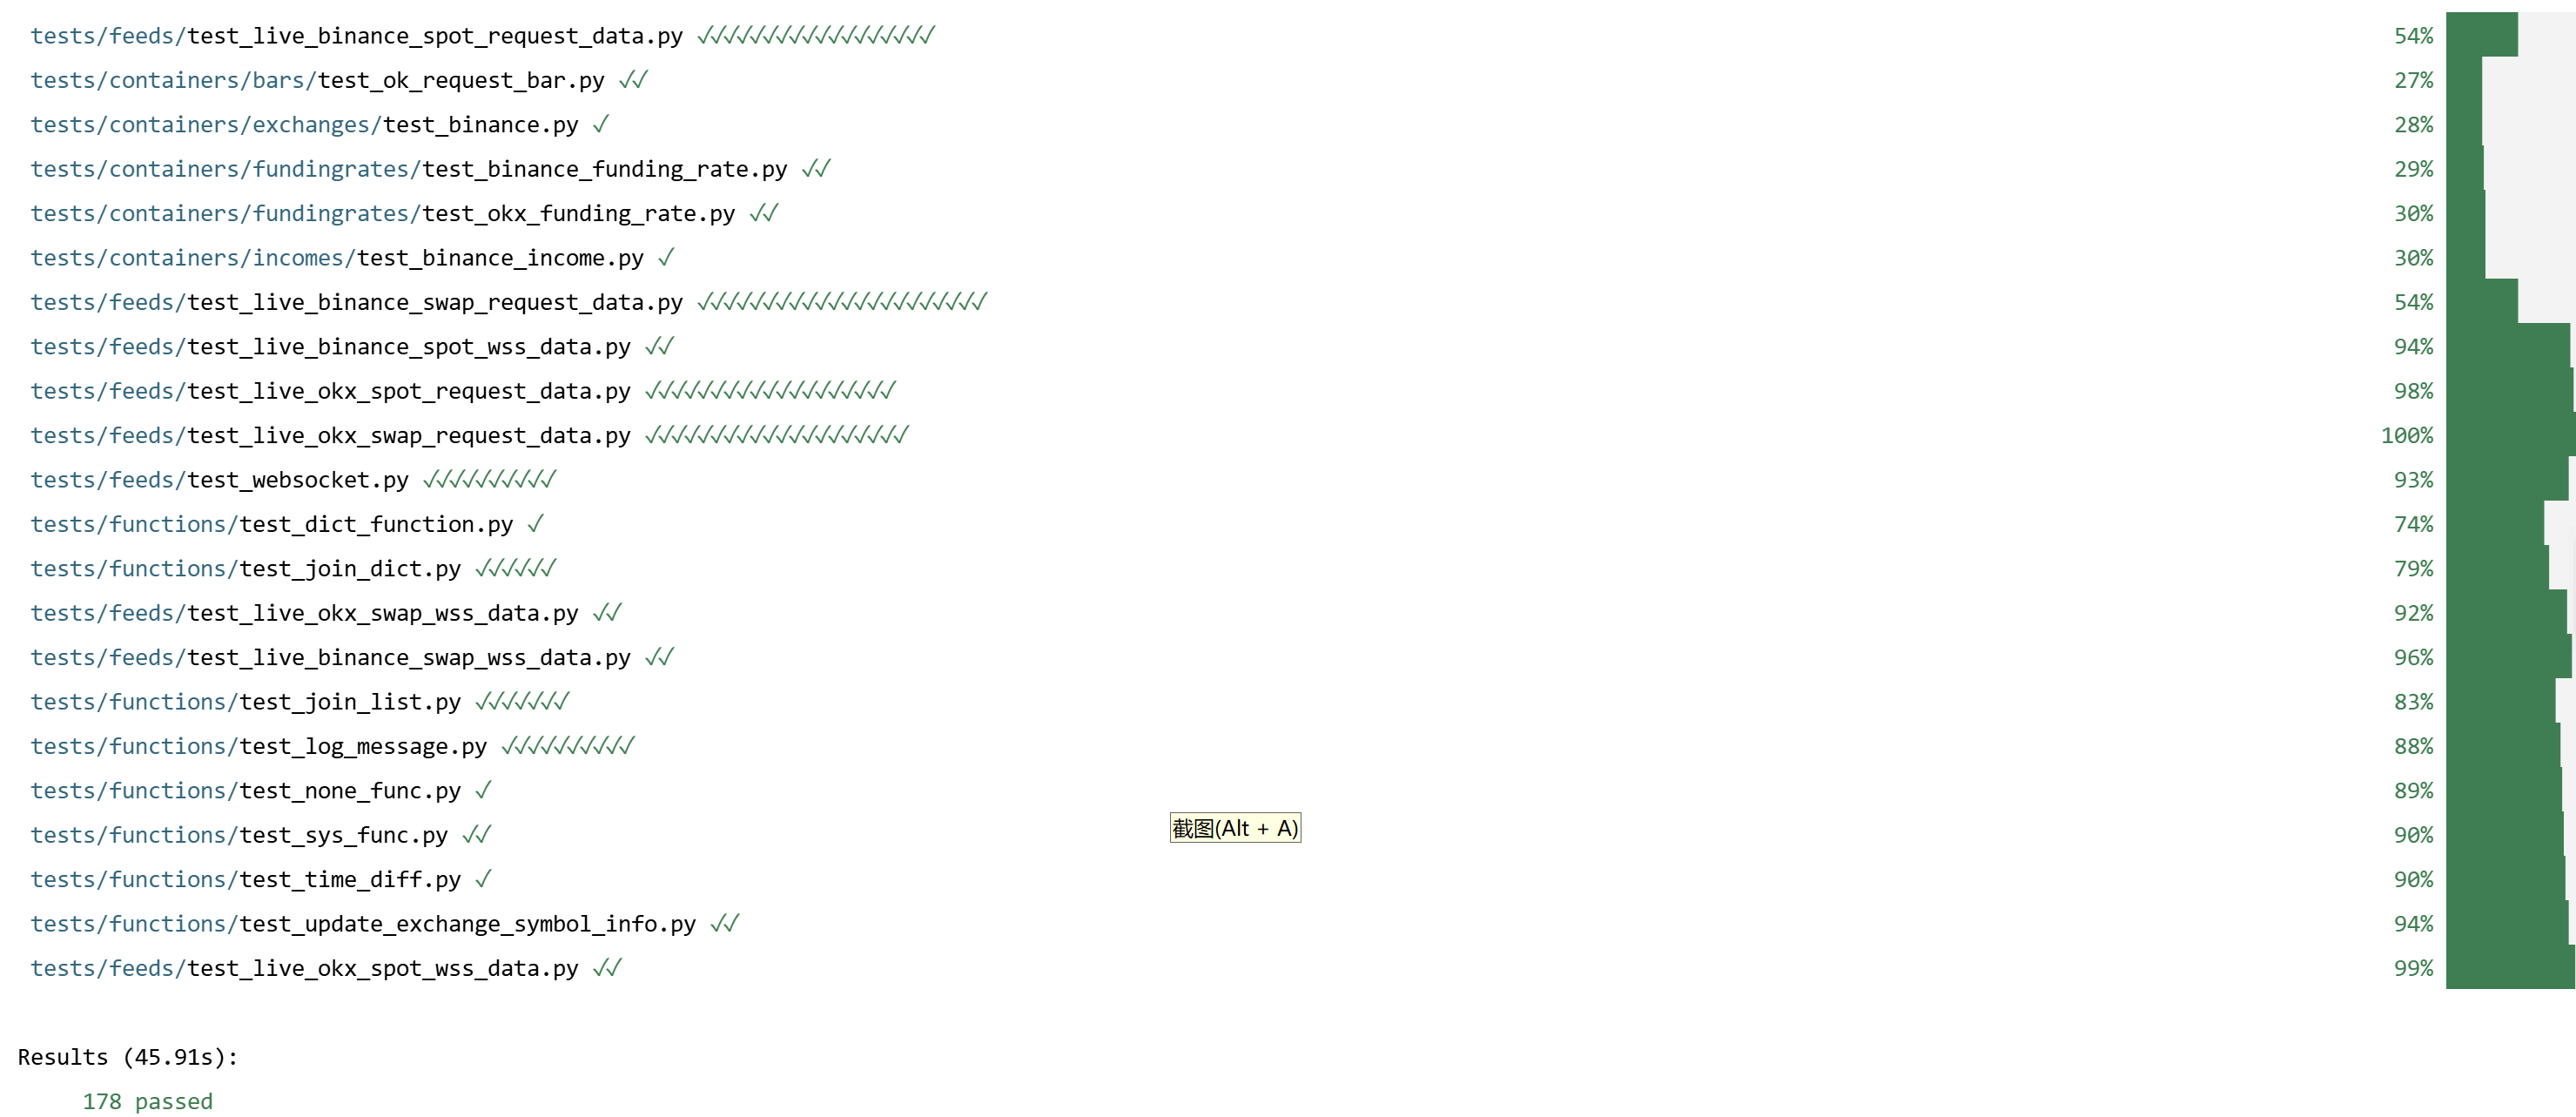 tests/feeds/test_live_binance_spot_request_data.py ✓✓✓✓✓✓✓✓✓✓✓✓✓✓✓✓✓✓ 54%
tests/containers/bars/test_ok_request_bar.py ✓✓ 27%
tests/containers/exchanges/test_binance.py ✓ 28%
tests/containers/fundingrates/test_binance_funding_rate.py ✓✓ 29%
tests/containers/fundingrates/test_okx_funding_rate.py ✓✓ 30%
tests/containers/incomes/test_binance_income.py ✓ 30%
tests/feeds/test_live_binance_swap_request_data.py ✓✓✓✓✓✓✓✓✓✓✓✓✓✓✓✓✓✓✓✓✓✓ 54%
tests/feeds/test_live_binance_spot_wss_data.py ✓✓ 94%
tests/feeds/test_live_okx_spot_request_data.py ✓✓✓✓✓✓✓✓✓✓✓✓✓✓✓✓✓✓✓ 98%
tests/feeds/test_live_okx_swap_request_data.py ✓✓✓✓✓✓✓✓✓✓✓✓✓✓✓✓✓✓✓✓ 100%
tests/feeds/test_websocket.py ✓✓✓✓✓✓✓✓✓✓ 93%
tests/functions/test_dict_function.py ✓ 74%
tests/functions/test_join_dict.py ✓✓✓✓✓✓ 79%
tests/feeds/test_live_okx_swap_wss_data.py ✓✓ 92%
tests/feeds/test_live_binance_swap_wss_data.py ✓✓ 96%
tests/functions/test_join_list.py ✓✓✓✓✓✓✓ 83%
tests/functions/test_log_message.py ✓✓✓✓✓✓✓✓✓✓ 88%
tests/functions/test_none_func.py ✓ 89%
截图(Alt + A)
tests/functions/test_sys_func.py ✓✓ 90%
tests/functions/test_time_diff.py ✓ 90%
tests/functions/test_update_exchange_symbol_info.py ✓✓ 94%
tests/feeds/test_live_okx_spot_wss_data.py ✓✓ 99%
Results (45.91s):
178 passed